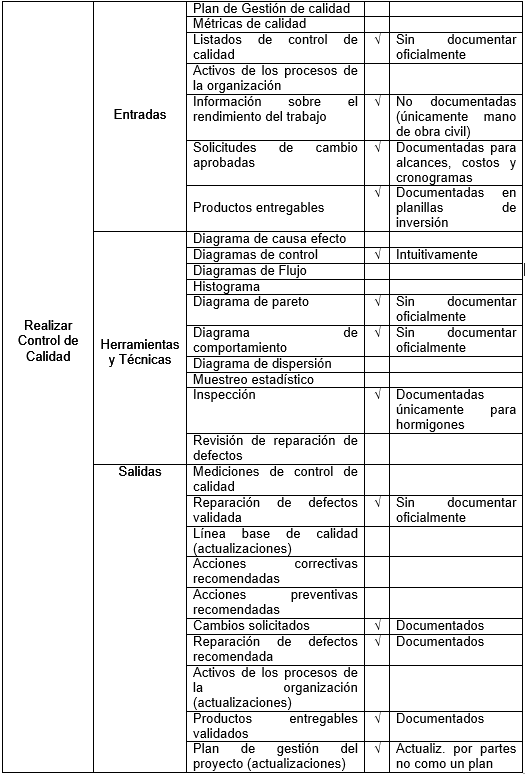 Realizar
Control de
Calidad
Entradas
Plan de Gestión de calidad
Métricas de calidad
Listados de control de
calidad
√
Sin documentar
oficialmente
Activos de los procesos de
la organización
Información sobre el
rendimiento del trabajo
√
No documentadas
(únicamente mano
de obra civil)
Solicitudes de cambio
aprobadas
√
Documentadas para
alcances, costos y
cronogramas
Productos entregables
√
Documentadas en
planillas de
inversión
Herramientas
y Técnicas
Diagrama de causa efecto
Diagramas de control
√
Intuitivamente
Diagramas de Flujo
Histograma
Diagrama de pareto
√
Sin documentar
oficialmente
Diagrama de
comportamiento
√
Sin documentar
oficialmente
Diagrama de dispersión
Muestreo estadístico
Inspección
√
Documentadas
únicamente para
hormigones
Revisión de reparación de
defectos
Salidas
Mediciones de control de
calidad
Reparación de defectos
validada
√
Sin documentar
oficialmente
Línea base de calidad
(actualizaciones)
Acciones correctivas
recomendadas
Acciones preventivas
recomendadas
Cambios solicitados
√
Documentados
Reparación de defectos
recomendada
√
Documentados
Activos de los procesos de
la organización
(actualizaciones)
Productos entregables
validados
√
Documentados
Plan de gestión del
proyecto (actualizaciones)
√
Actualiz. por partes
no como un plan